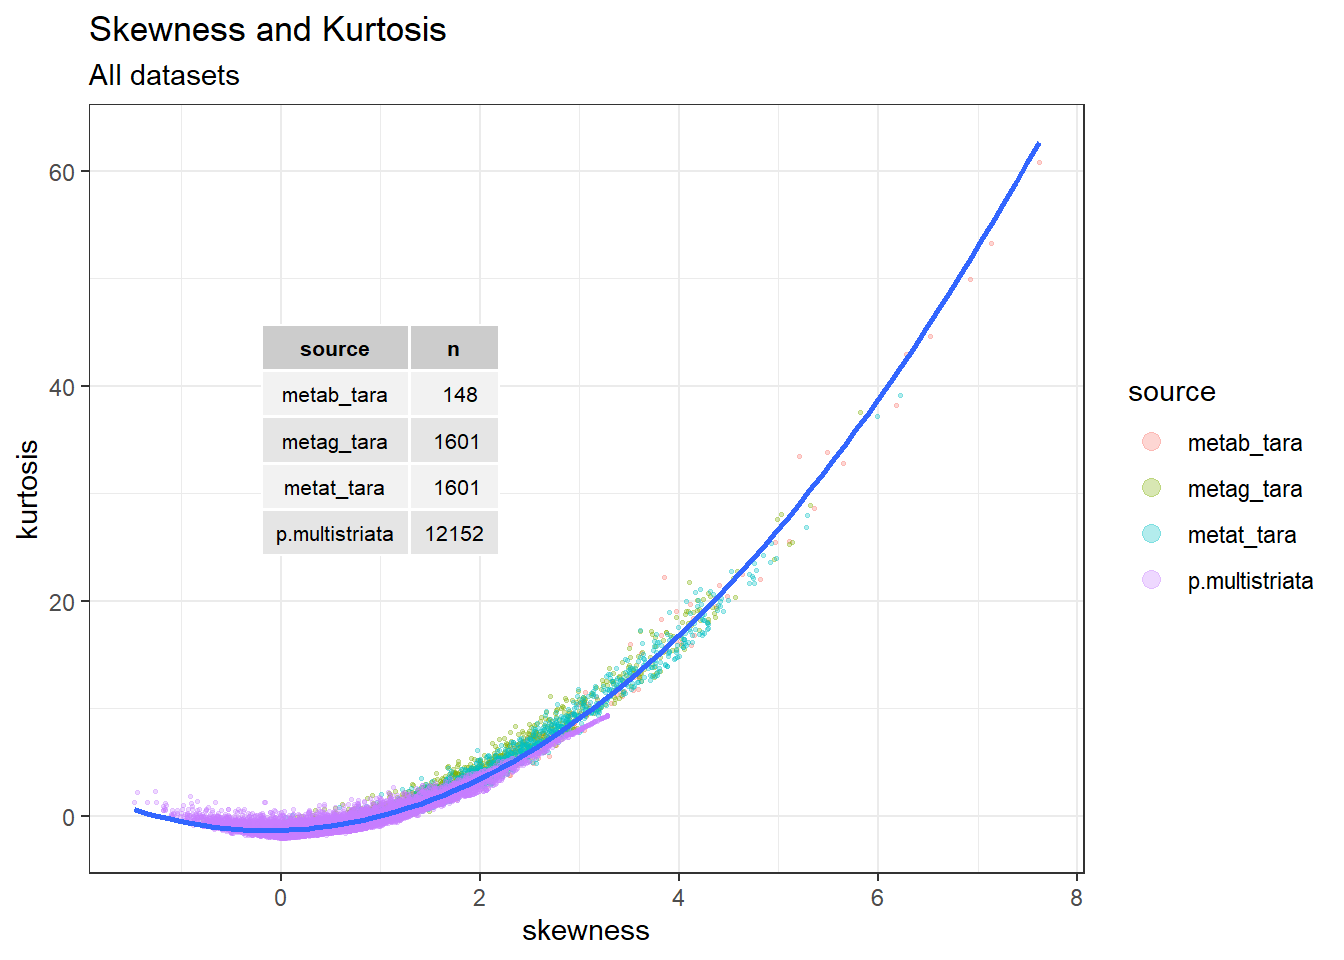 Skewness and Kurtosis
All datasets
kurtosis
60
40
20
0
source n
metab_tara 148
metag_tara 1601
metat_tara 1601
p.multistriata 12152
0 2 4 6 8
skewness
source
metab_tara
metag_tara
metat_tara
p.multistriata